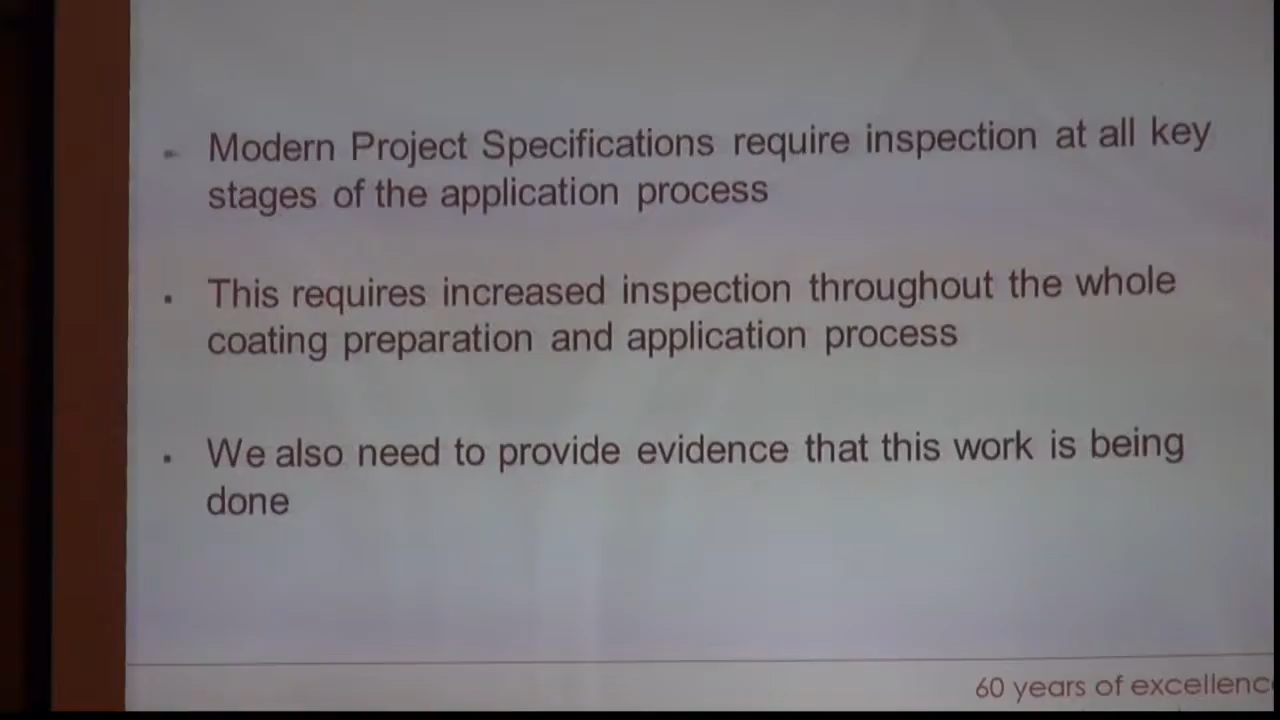 Modern Project Specifications require inspection at all key
stages of the application process
This requires increased inspection throughout the whole
coating preparation and application process
We also need to provide evidence that this work is being
done
60 years of excellenc